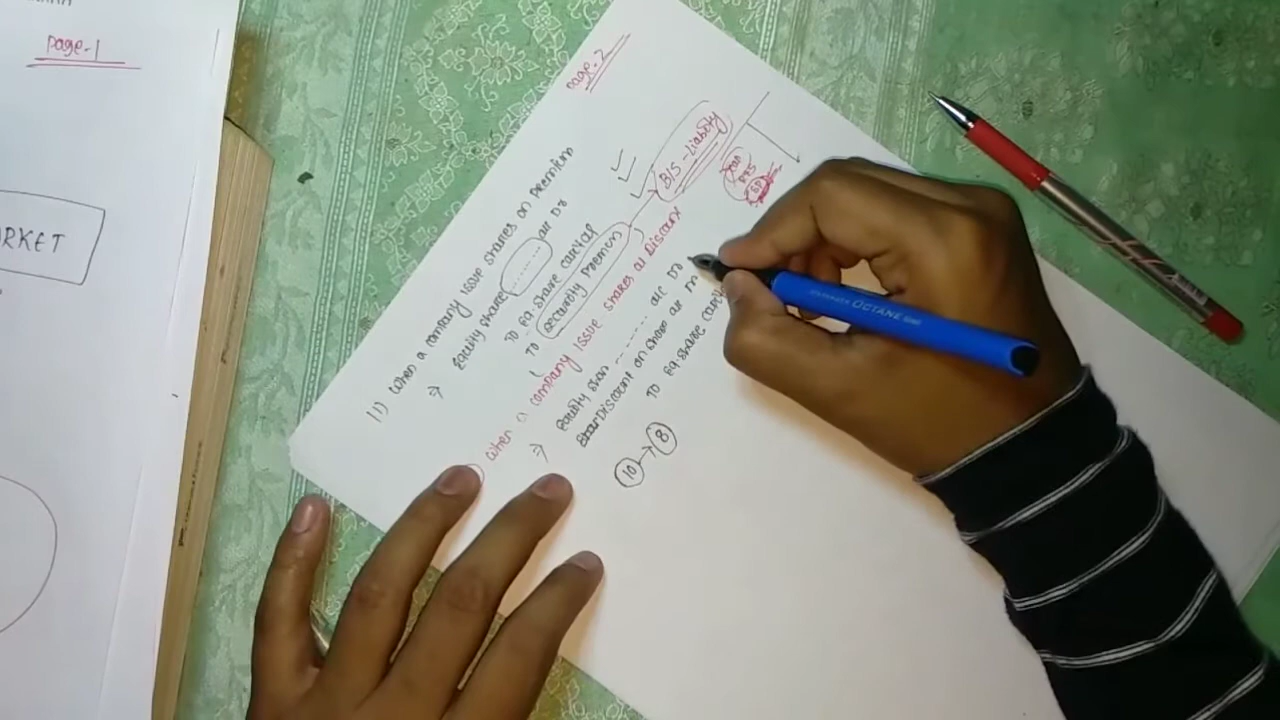 Page-1
RKET
Page-2
11) When a company issue shares on Premium
⇒ Equity share ........ a/c Dr
To Eq. share capital
To security Premium
B/S - Liability
When a company issue shares at Discount
⇒ Equity share ........ a/c Dr
Discount on share a/c Dr
To Eq. share capi
10 → 8
OCTANE